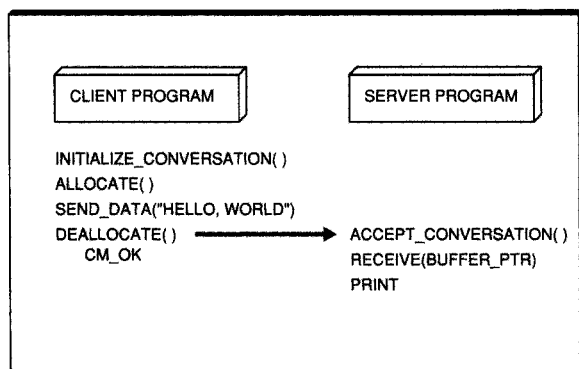 CLIENT PROGRAM
SERVER PROGRAM
INITIALIZE_CONVERSATION( )
ALLOCATE( )
SEND_DATA("HELLO, WORLD")
DEALLOCATE( )
CM_OK
ACCEPT_CONVERSATION( )
RECEIVE(BUFFER_PTR)
PRINT